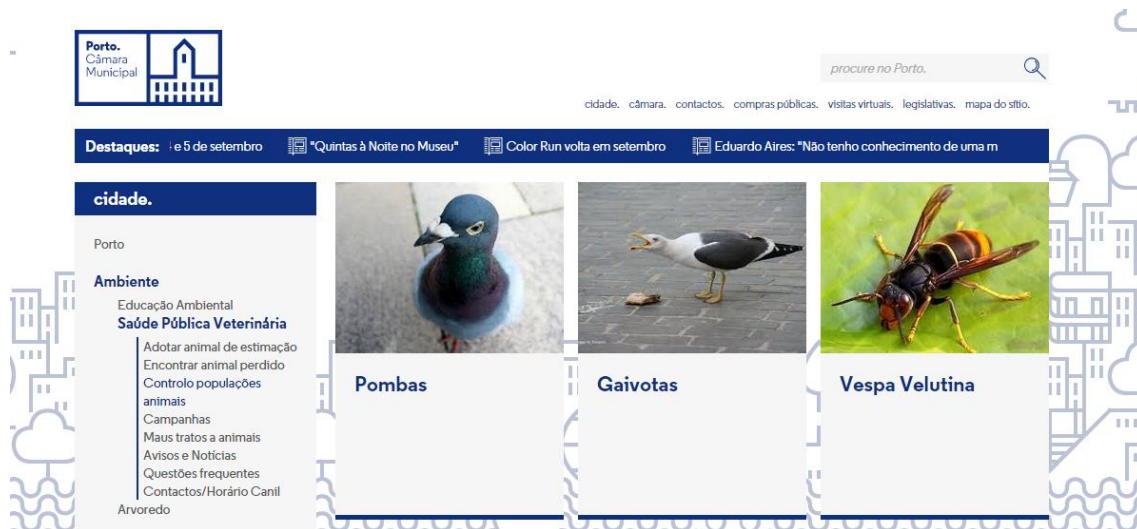 Porto.
Câmara
Municipal
procure no Porto.
cidade. câmara. contactos. compras públicas. visitas virtuais. legislativas. mapa do sítio.
Destaques: e 5 de setembro "Quintas à Noite no Museu" Color Run volta em setembro Eduardo Aires: "Não tenho conhecimento de uma m
cidade.
Porto
Ambiente
Educação Ambiental
Saúde Pública Veterinária
Adotar animal de estimação
Encontrar animal perdido
Controlo populações
animais
Campanhas
Maus tratos a animais
Avisos e Notícias
Questões frequentes
Contactos/Horário Canil
Arvoredo
Pombas
Gaivotas
Vespa Velutina